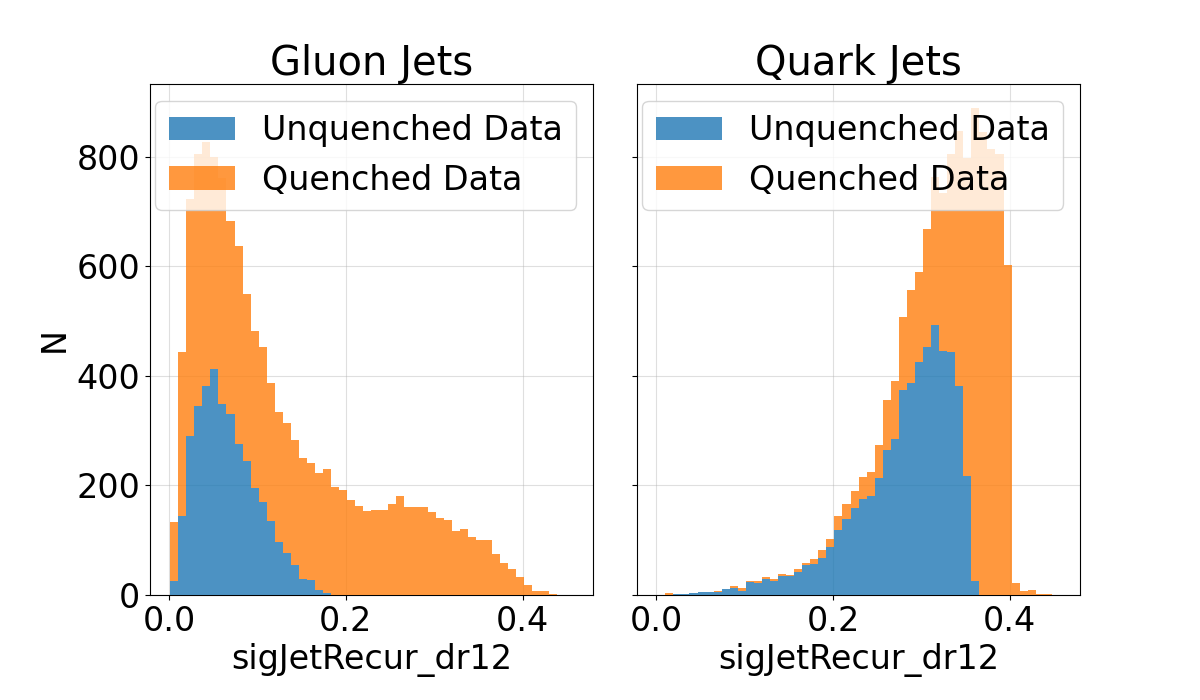 Gluon Jets
Quark Jets
Unquenched Data
Quenched Data
Unquenched Data
Quenched Data
N
800
600
400
200
0
0.0 0.2 0.4
0.0 0.2 0.4
sigJetRecur_dr12
sigJetRecur_dr12